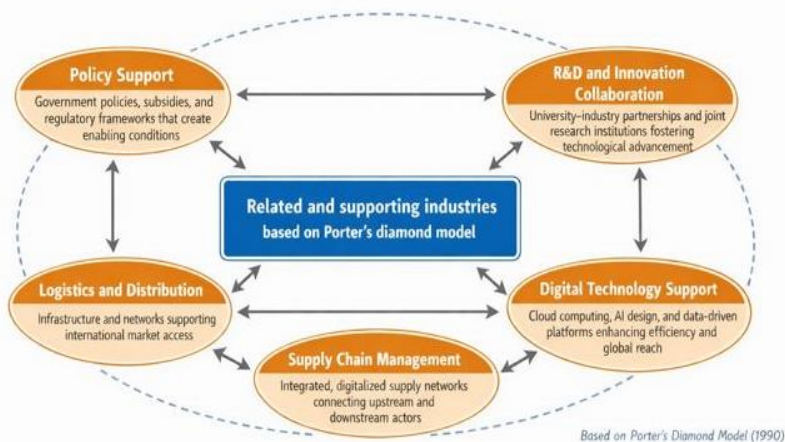 Policy Support
Government policies, subsidies, and
regulatory frameworks that create
enabling conditions
R&D and Innovation
Collaboration
University–industry partnerships and joint
research institutions fostering
technological advancement
Related and supporting industries
based on Porter's diamond model
Logistics and Distribution
Infrastructure and networks supporting
international market access
Digital Technology Support
Cloud computing, AI design, and data-driven
platforms enhancing efficiency and
global reach
Supply Chain Management
Integrated, digitalized supply networks
connecting upstream and
downstream actors
Based on Porter's Diamond Model (1990)